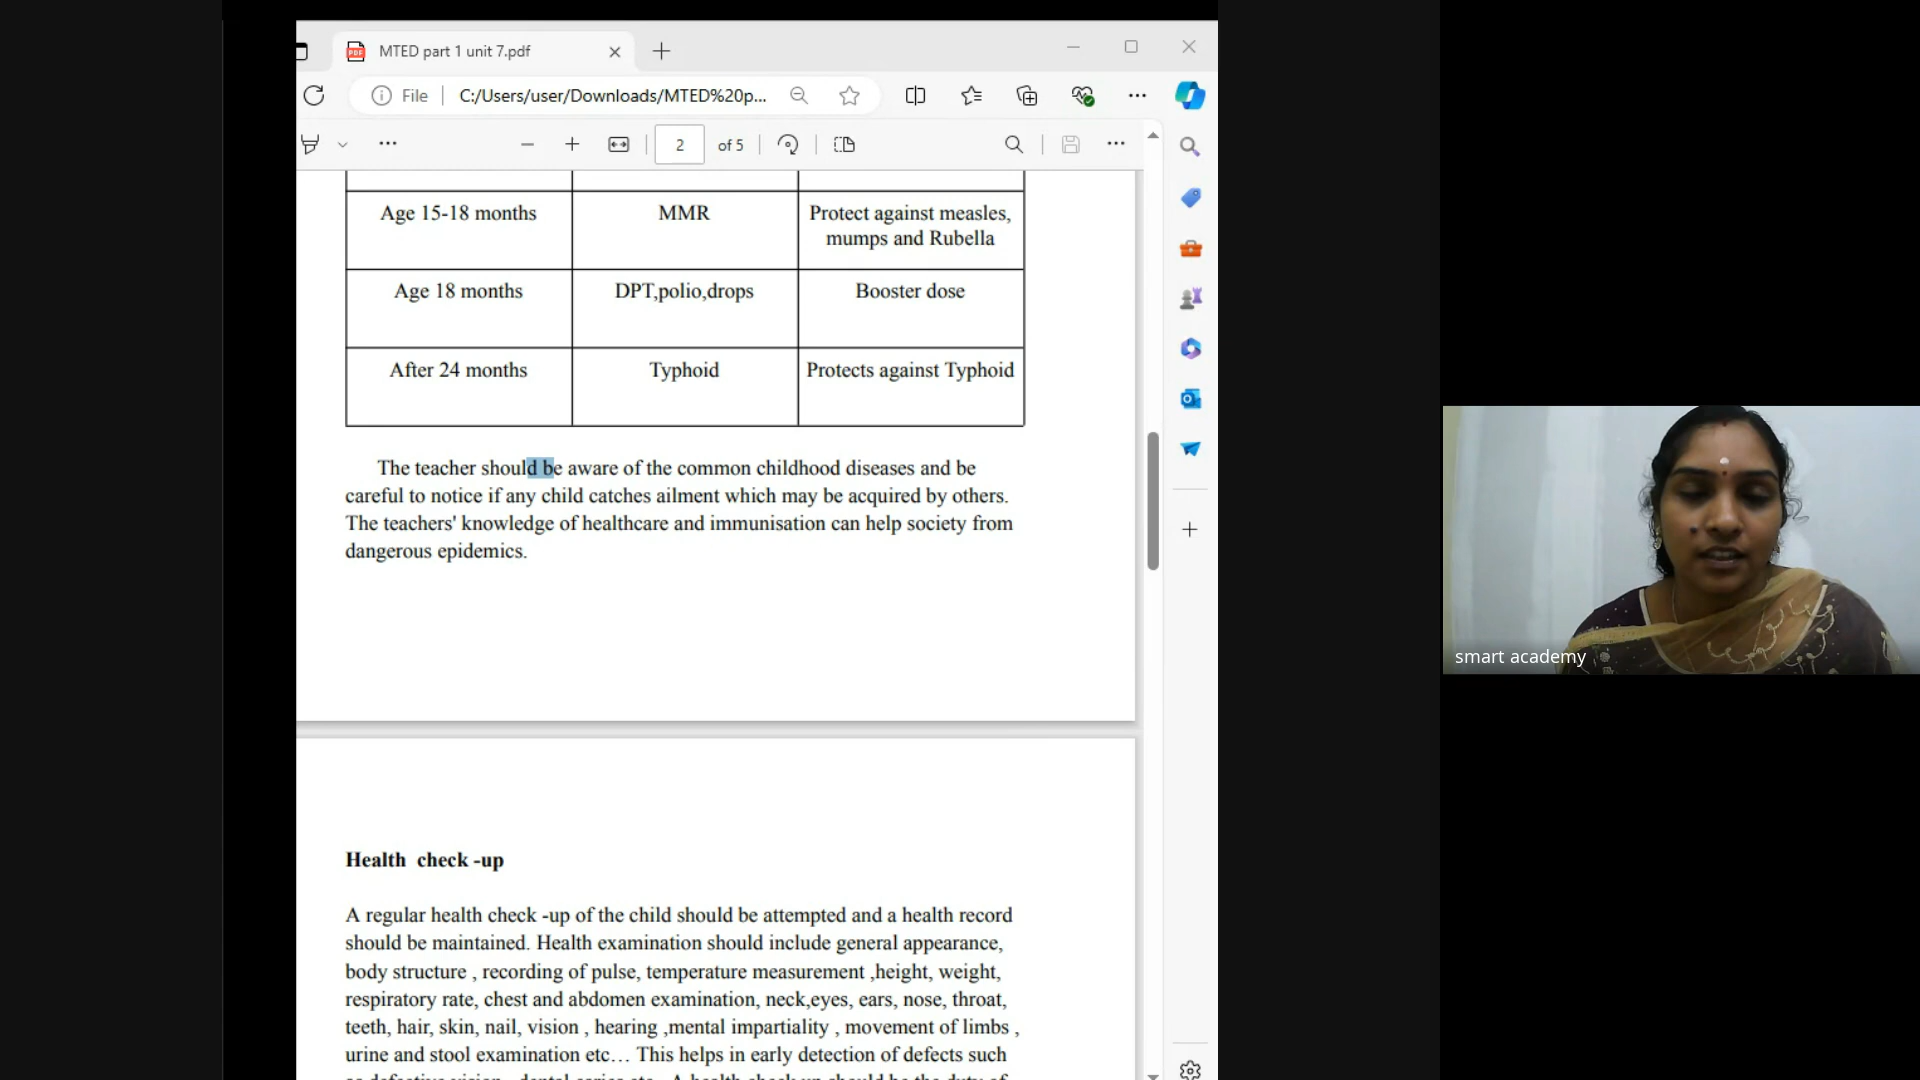 MTED part 1 unit 7.pdf
File
C:/Users/user/Downloads/MTED%20p...
2 of 5
Age 15-18 months MMR Protect against measles,
mumps and Rubella
Age 18 months DPT,polio,drops Booster dose
After 24 months Typhoid Protects against Typhoid
The teacher should be aware of the common childhood diseases and be
careful to notice if any child catches ailment which may be acquired by others.
The teachers' knowledge of healthcare and immunisation can help society from
dangerous epidemics.
Health check -up
A regular health check -up of the child should be attempted and a health record
should be maintained. Health examination should include general appearance,
body structure , recording of pulse, temperature measurement ,height, weight,
respiratory rate, chest and abdomen examination, neck,eyes, ears, nose, throat,
teeth, hair, skin, nail, vision , hearing ,mental impartiality , movement of limbs ,
urine and stool examination etc… This helps in early detection of defects such
smart academy